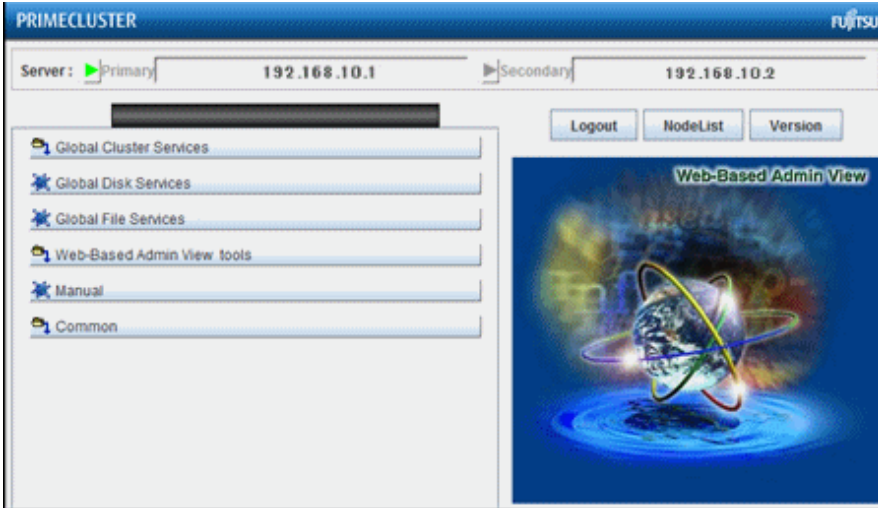 PRIMECLUSTER
FUJITSU
Server : Primary 192.168.10.1 Secondary 192.168.10.2
Logout NodeList Version
Global Cluster Services
Global Disk Services
Global File Services
Web-Based Admin View tools
Manual
Common
Web-Based Admin View